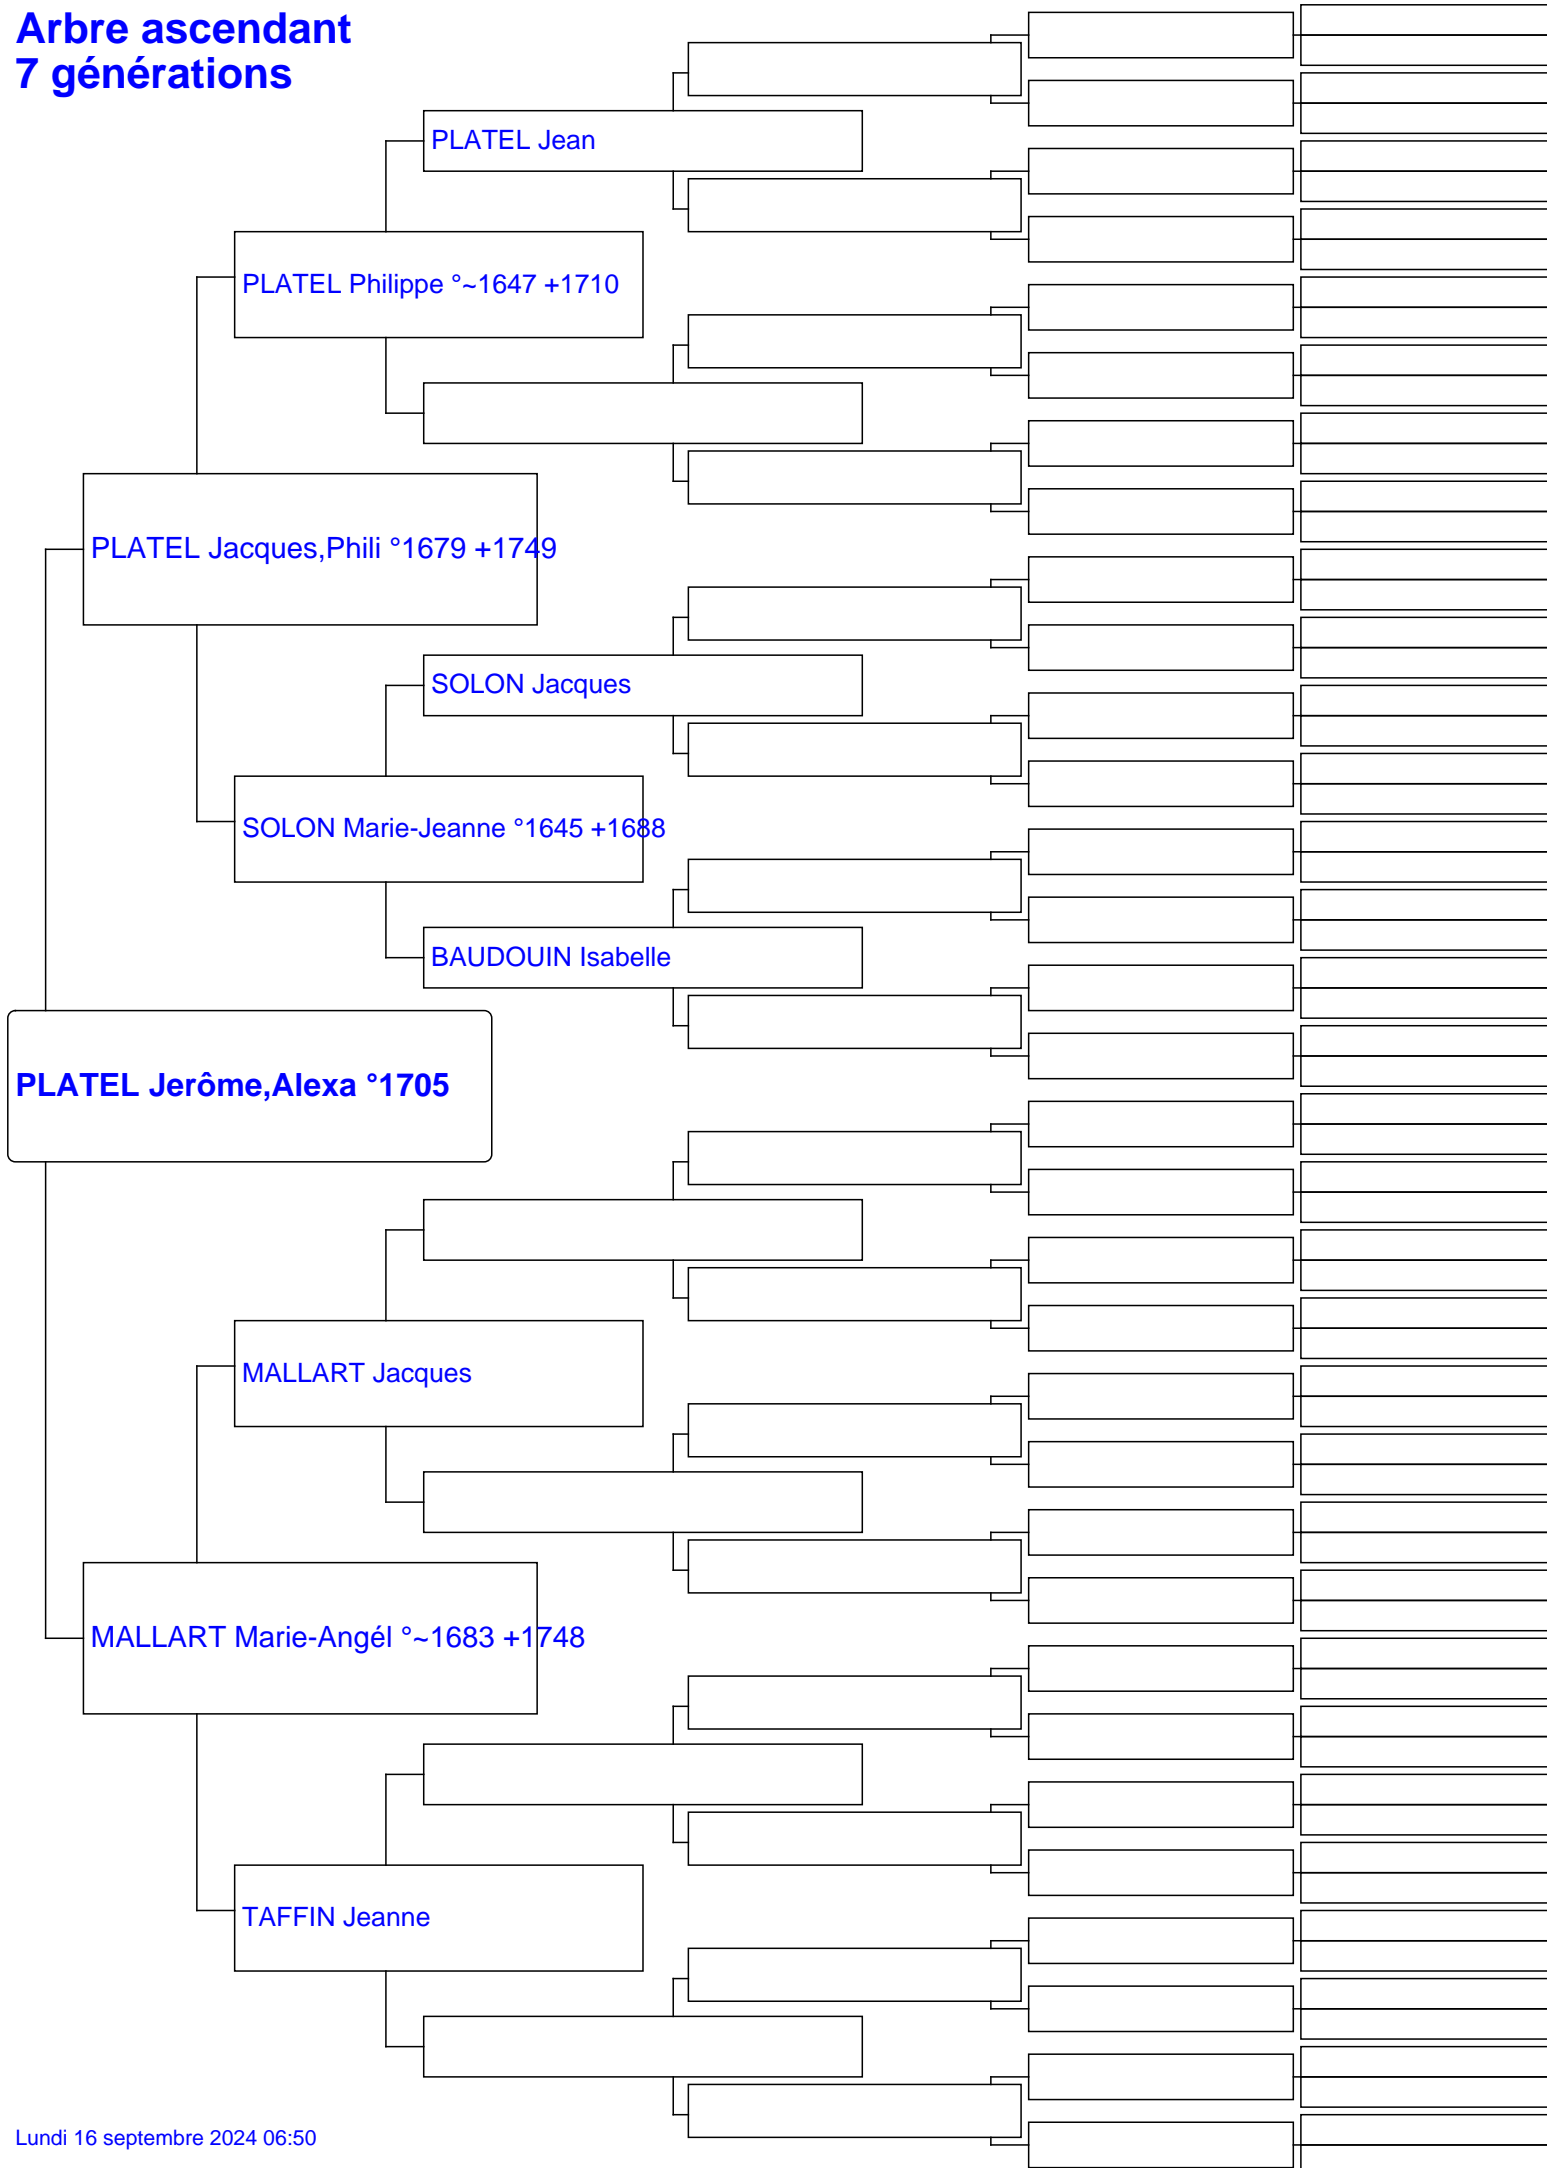 Arbre ascendant
7 générations
PLATEL Jean
PLATEL Philippe °~1647 +1710
PLATEL Jacques,Phili °1679 +1749
SOLON Jacques
SOLON Marie-Jeanne °1645 +1688
BAUDOUIN Isabelle
PLATEL Jerôme,Alexa °1705
MALLART Jacques
MALLART Marie-Angél °~1683 +1748
TAFFIN Jeanne
Lundi 16 septembre 2024 06:50